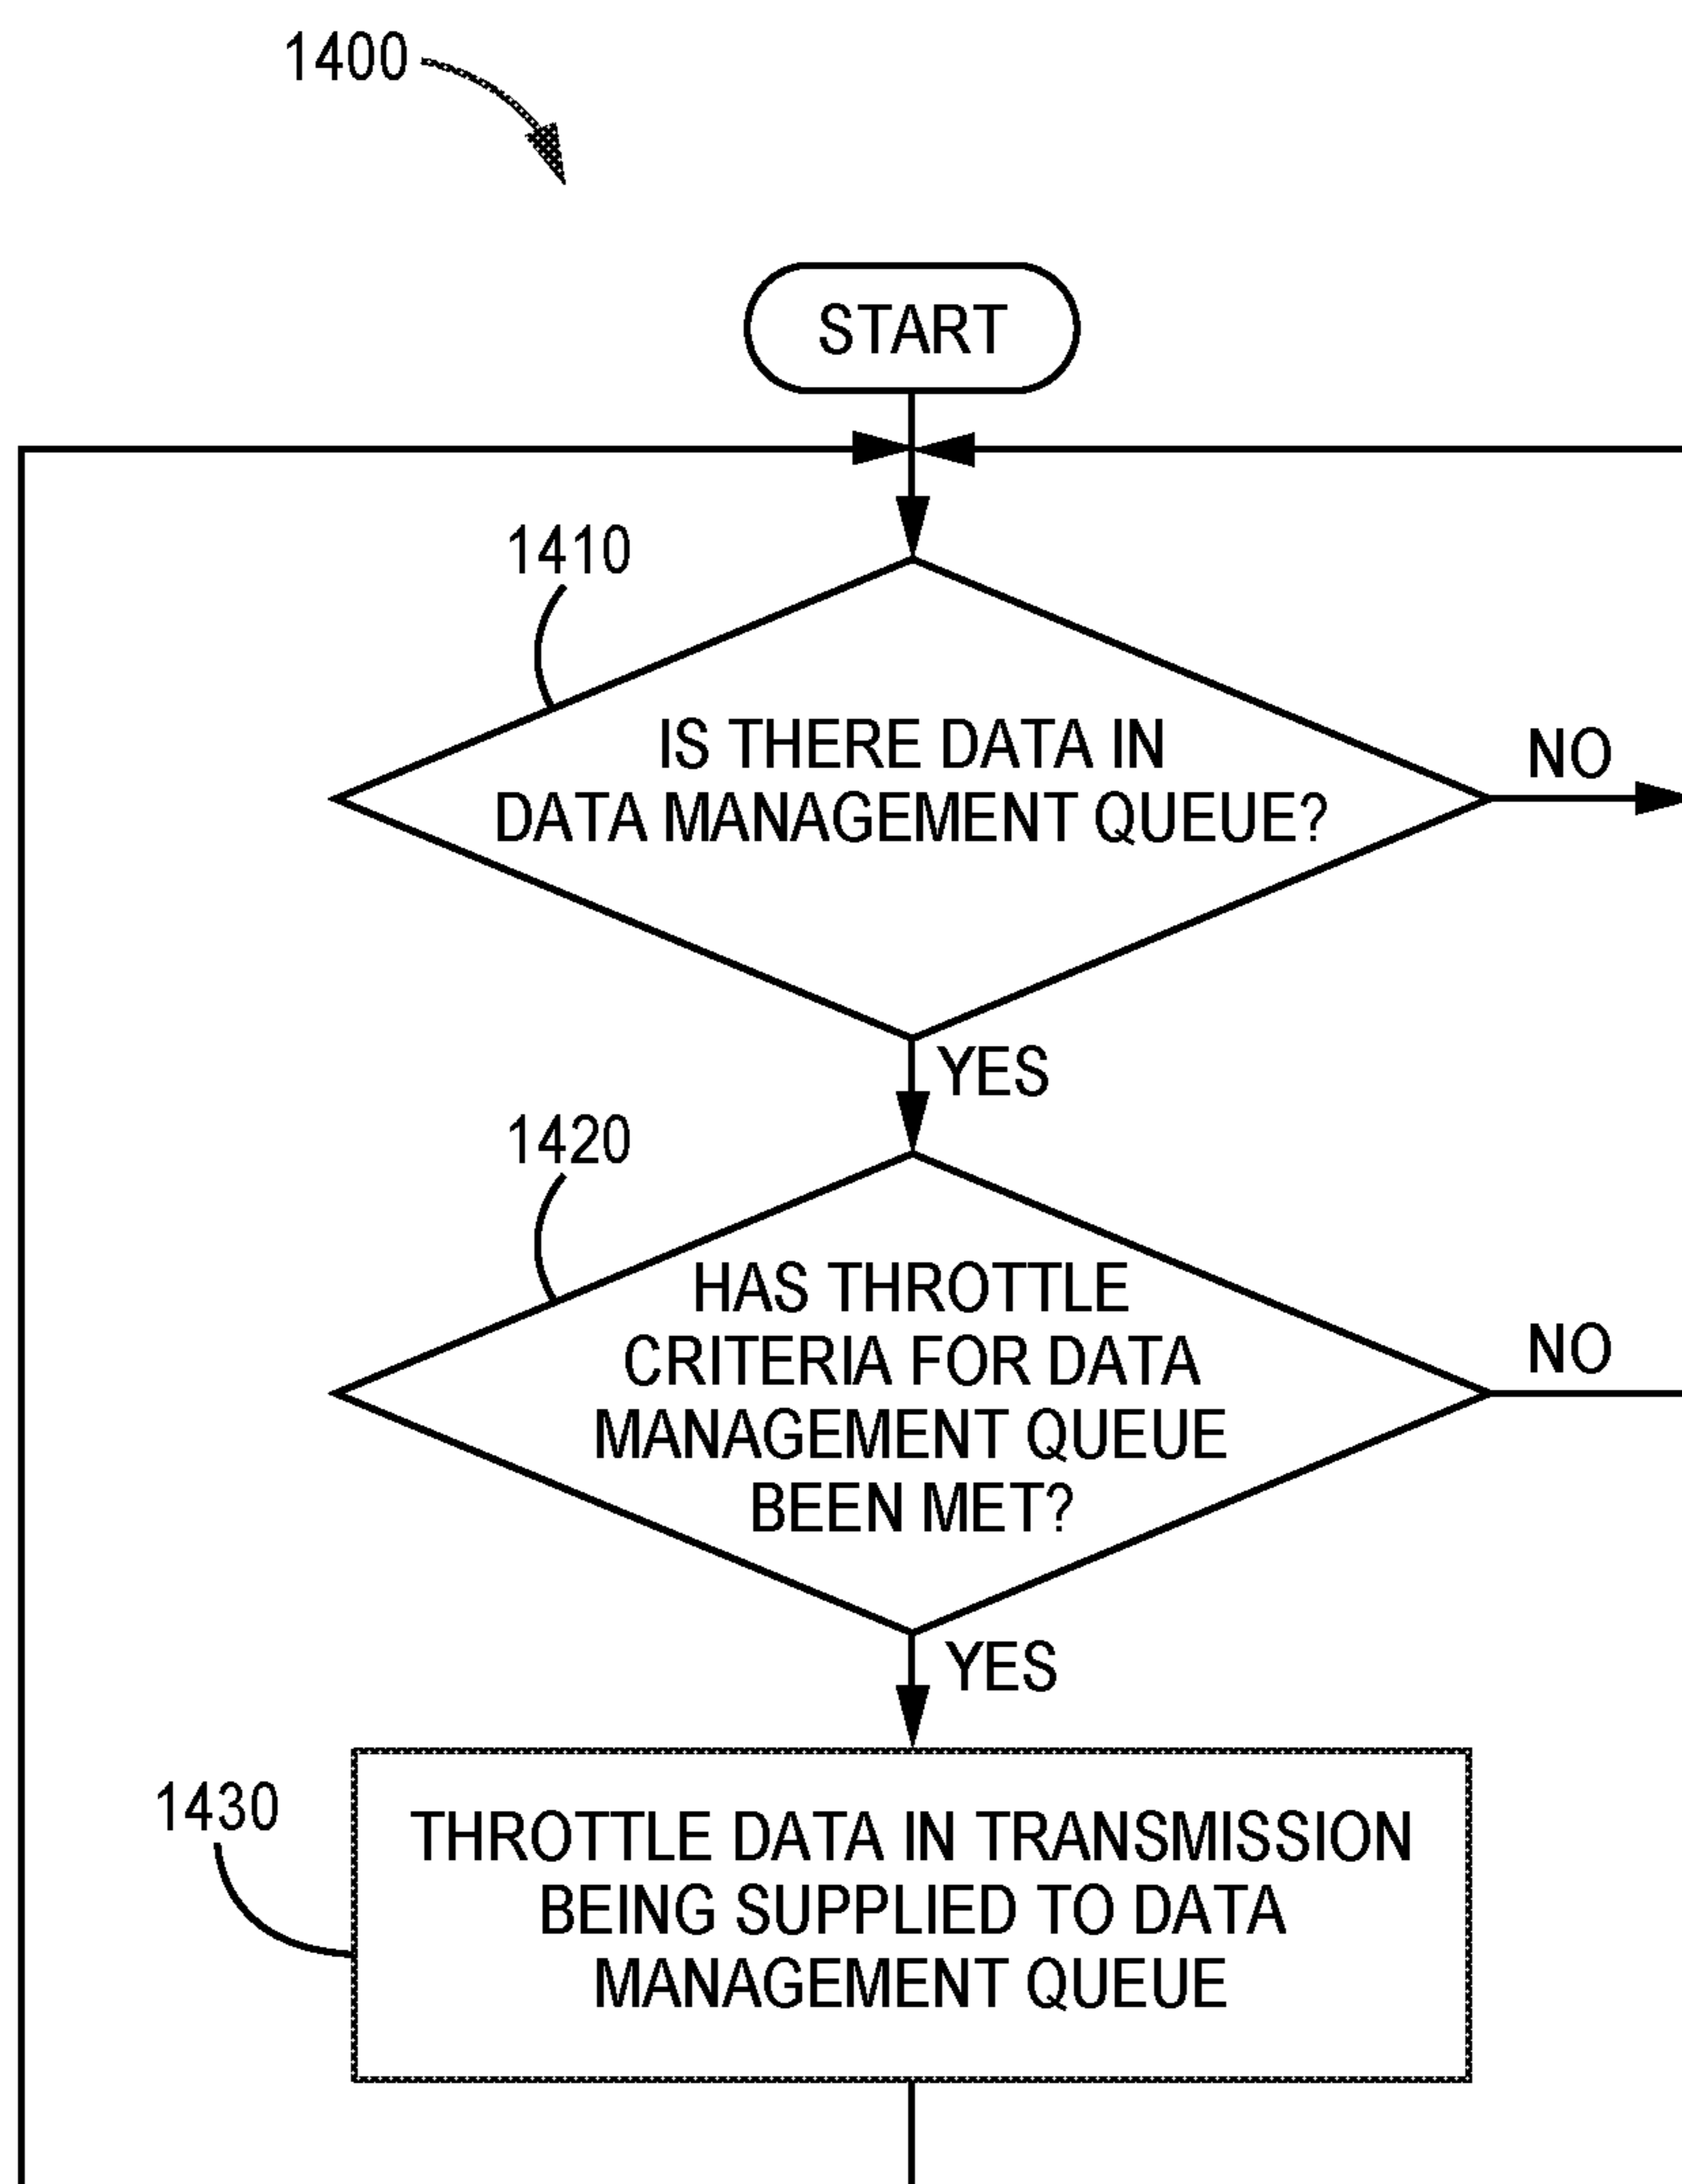 1400
START
1410
IS THERE DATA IN
DATA MANAGEMENT QUEUE?
NO
YES
1420
HAS THROTTLE
CRITERIA FOR DATA
MANAGEMENT QUEUE
BEEN MET?
NO
YES
1430
THROTTLE DATA IN TRANSMISSION
BEING SUPPLIED TO DATA
MANAGEMENT QUEUE